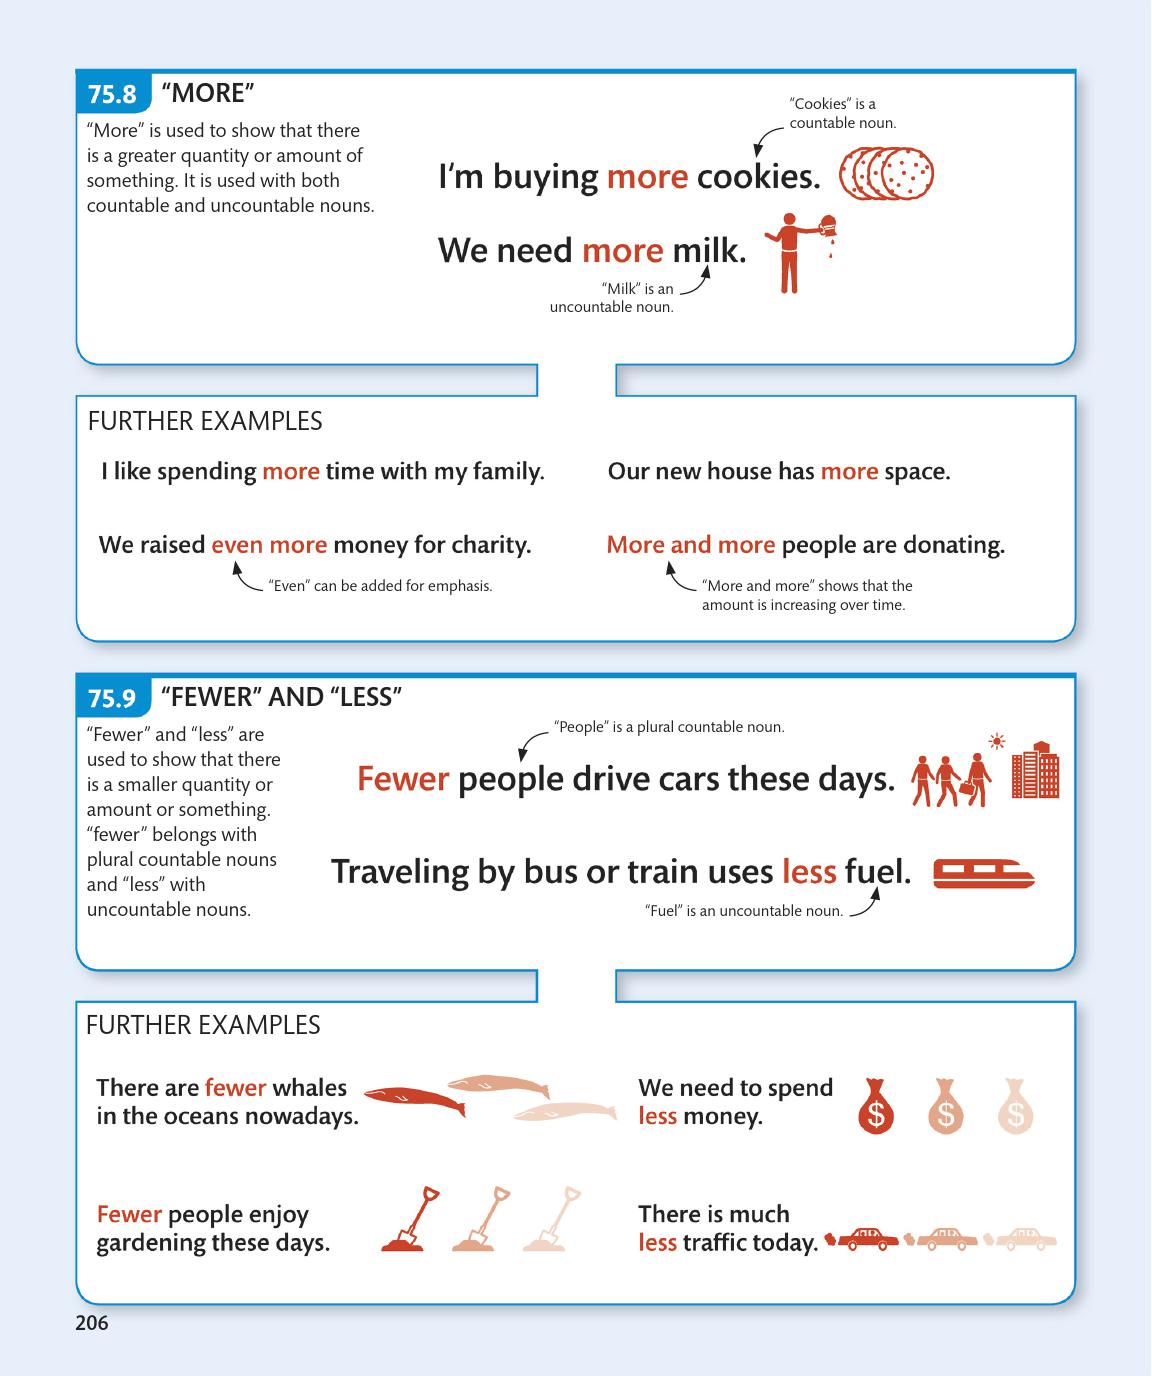 75.8 “MORE”
“More” is used to show that there
is a greater quantity or amount of
something. It is used with both
countable and uncountable nouns.
“Cookies” is a
countable noun.
I’m buying more cookies.
We need more milk.
“Milk” is an
uncountable noun.
FURTHER EXAMPLES
I like spending more time with my family.
Our new house has more space.
We raised even more money for charity.
“Even” can be added for emphasis.
More and more people are donating.
“More and more” shows that the
amount is increasing over time.
75.9 “FEWER” AND “LESS”
“Fewer” and “less” are
used to show that there
is a smaller quantity or
amount or something.
“fewer” belongs with
plural countable nouns
and “less” with
uncountable nouns.
“People” is a plural countable noun.
Fewer people drive cars these days.
Traveling by bus or train uses less fuel.
“Fuel” is an uncountable noun.
FURTHER EXAMPLES
There are fewer whales
in the oceans nowadays.
We need to spend
less money.
$ $ $
Fewer people enjoy
gardening these days.
There is much
less traffic today.
206